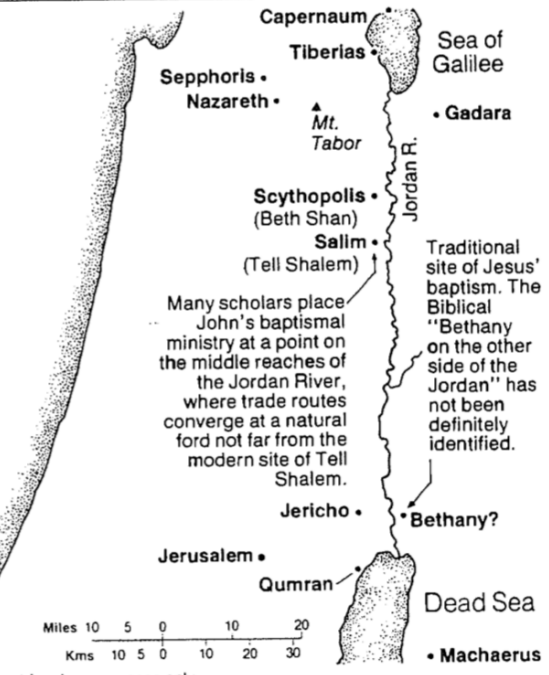 Capernaum
Sea of
Galilee
Tiberias
Sepphoris
Nazareth
Mt.
Tabor
Gadara
Jordan R.
Scythopolis
(Beth Shan)
Salim
(Tell Shalem)
Many scholars place
John's baptismal
ministry at a point on
the middle reaches of
the Jordan River,
where trade routes
converge at a natural
ford not far from the
modern site of Tell
Shalem.
Traditional
site of Jesus'
baptism. The
Biblical
"Bethany
on the other
side of the
Jordan" has
not been
definitely
identified.
Jericho
Bethany?
Jerusalem
Qumran
Dead Sea
Machaerus
Miles 10 5 0 10 20
Kms 10 5 0 10 20 30